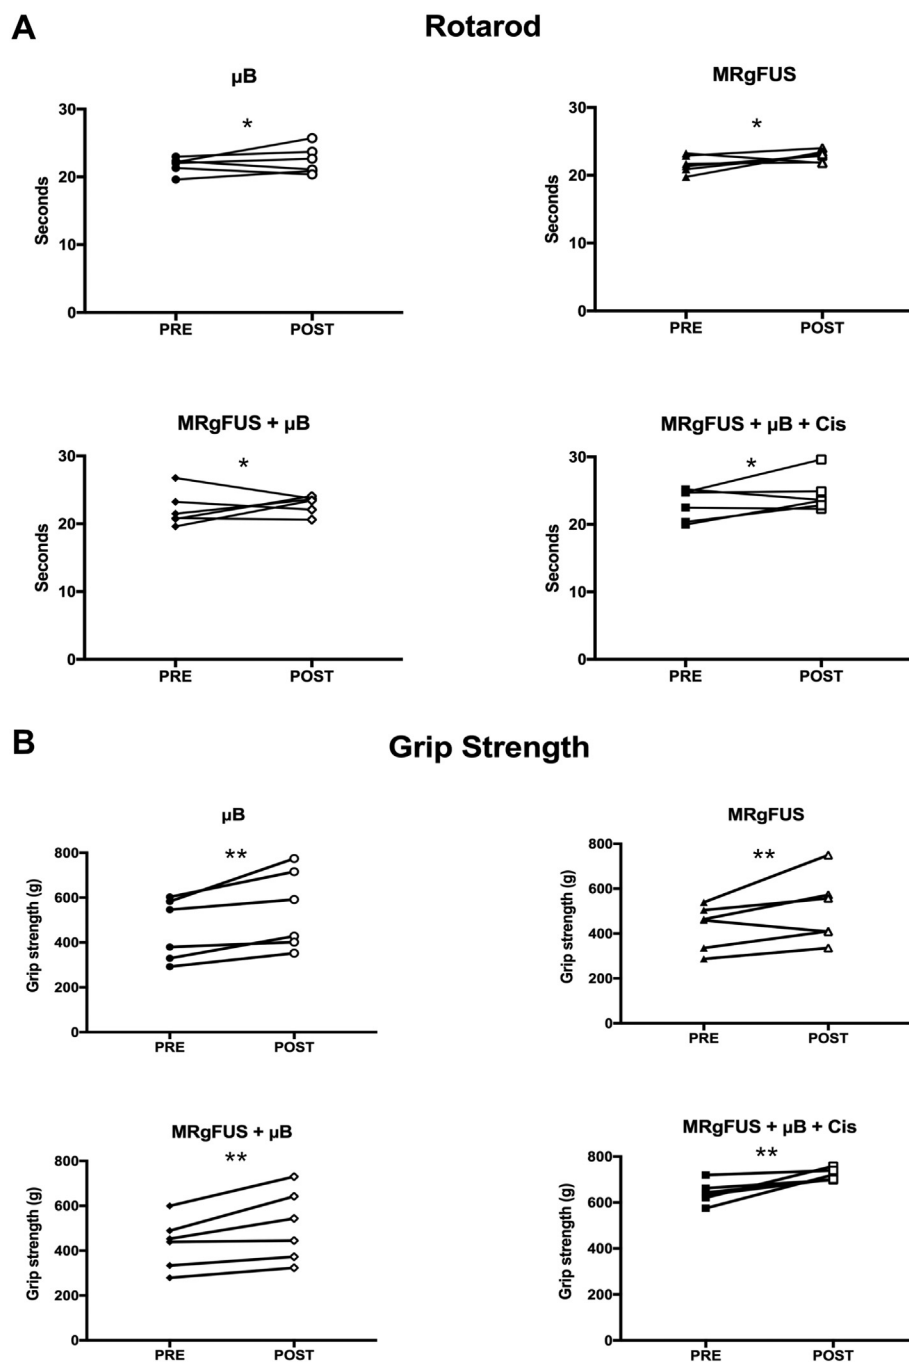 A
Rotarod
µB
30
20
10
0
Seconds
*
PRE
POST
MRgFUS
30
20
10
0
Seconds
*
PRE
POST
MRgFUS + µB
30
20
10
0
Seconds
*
PRE
POST
MRgFUS + µB + Cis
30
20
10
0
Seconds
*
PRE
POST
B
Grip Strength
µB
800
600
400
200
0
Grip strength (g)
**
PRE
POST
MRgFUS
800
600
400
200
0
Grip strength (g)
**
PRE
POST
MRgFUS + µB
800
600
400
200
0
Grip strength (g)
**
PRE
POST
MRgFUS + µB + Cis
800
600
400
200
0
Grip strength (g)
**
PRE
POST